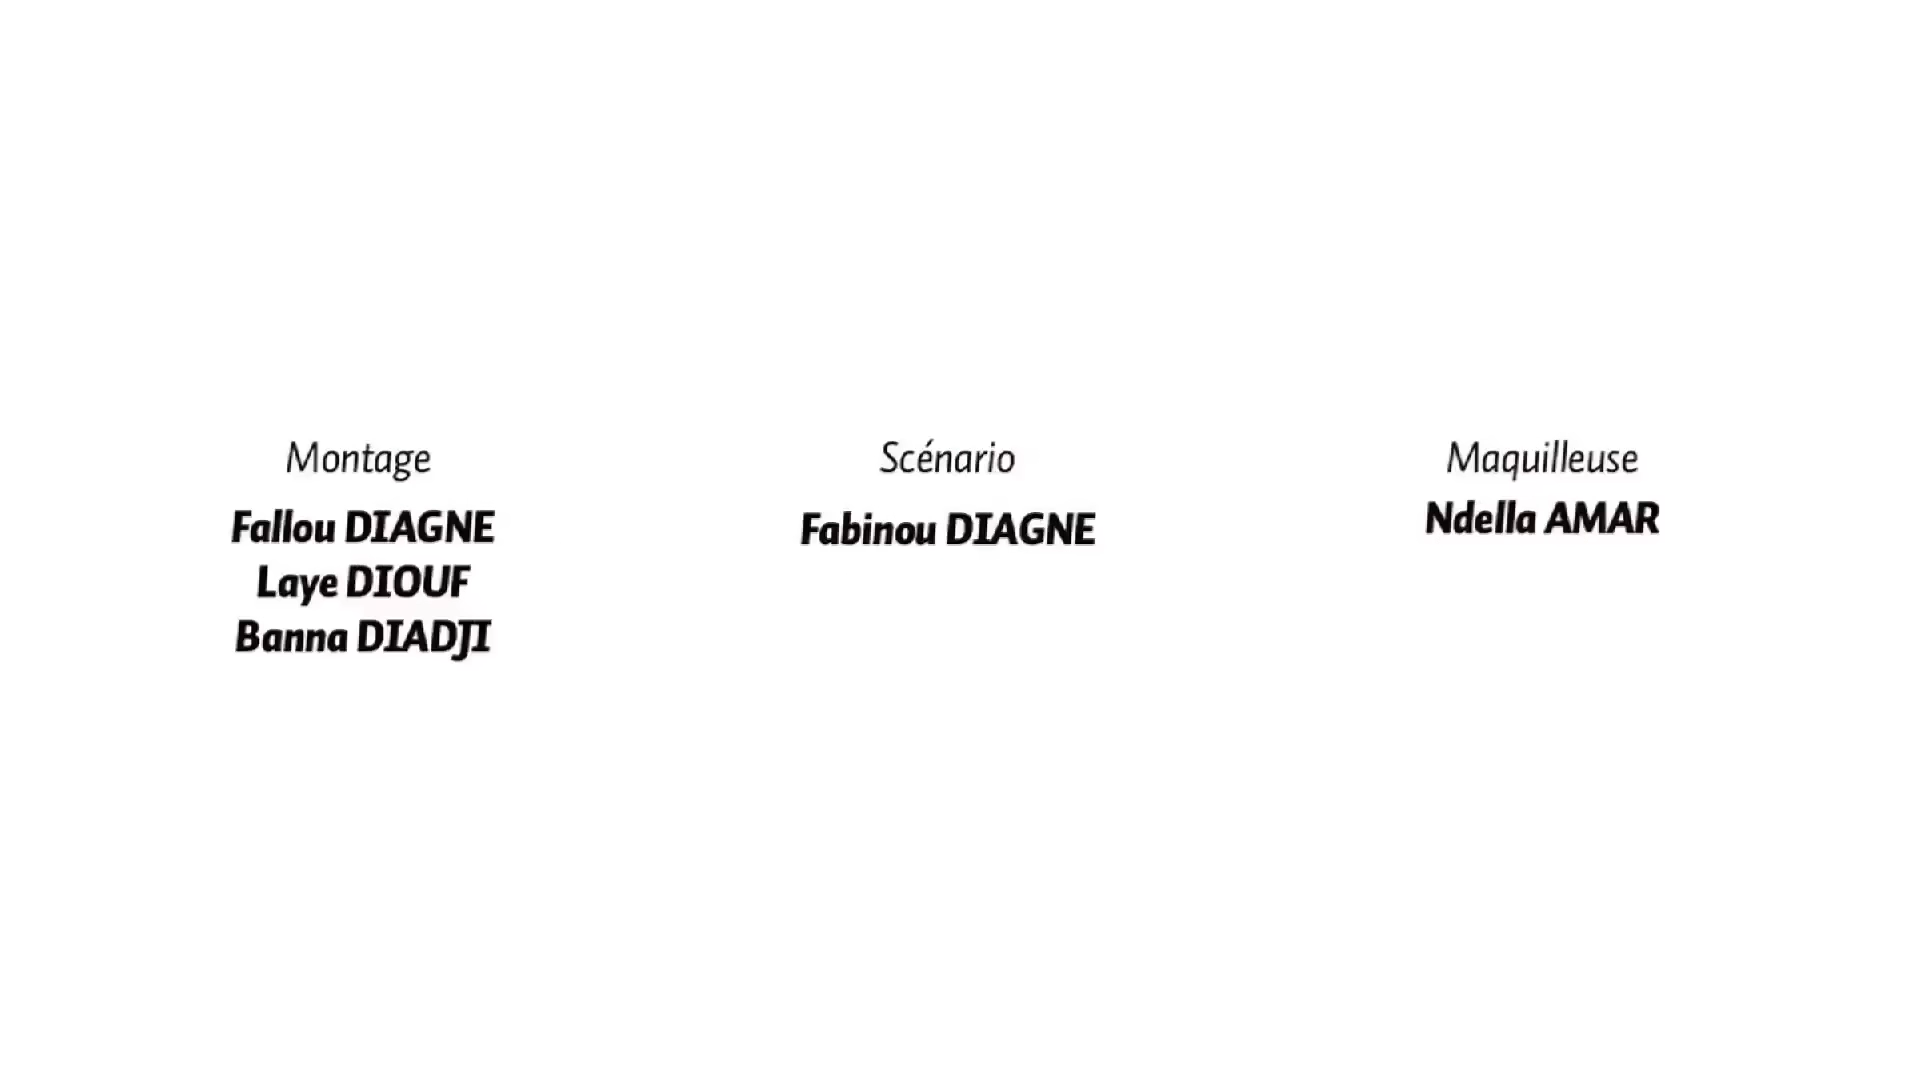 Montage
Fallou DIAGNE
Laye DIOUF
Banna DIADJI
Scénario
Fabinou DIAGNE
Maquilleuse
Ndella AMAR